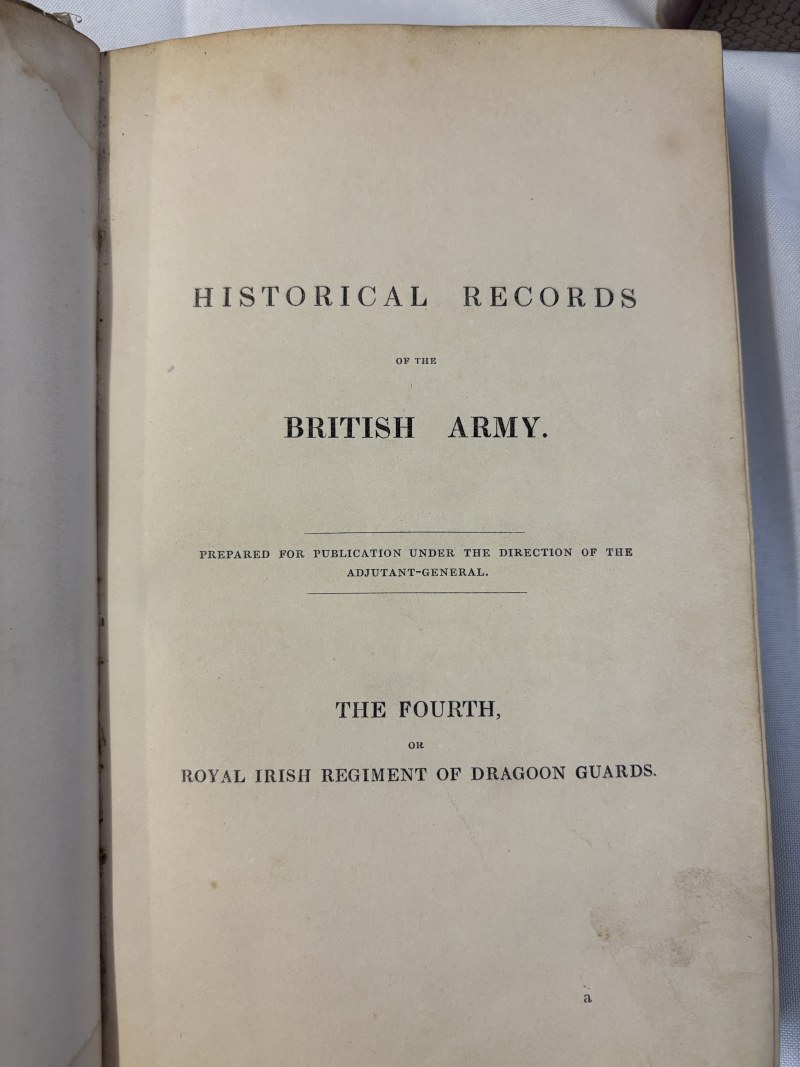 HISTORICAL RECORDS
OF THE
BRITISH ARMY.
PREPARED FOR PUBLICATION UNDER THE DIRECTION OF THE
ADJUTANT-GENERAL.
THE FOURTH,
OR
ROYAL IRISH REGIMENT OF DRAGOON GUARDS.
a